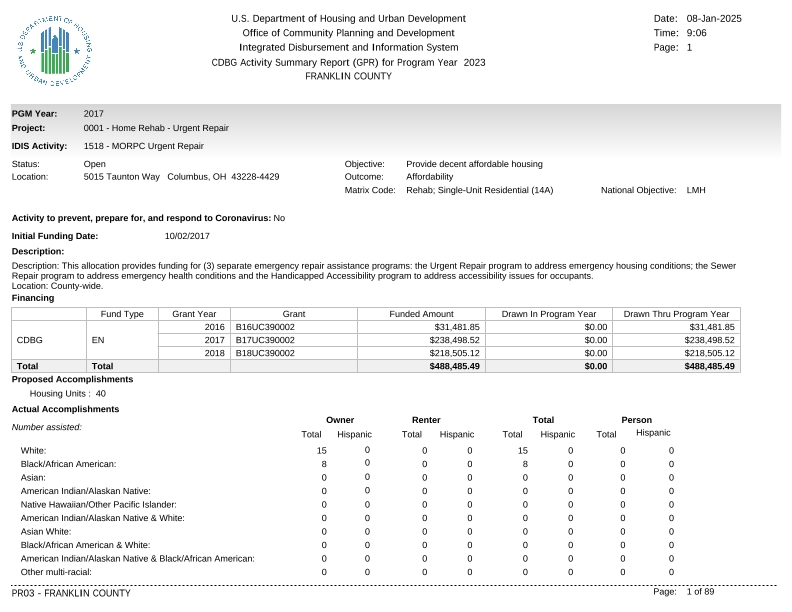 U.S. DEPARTMENT OF HOUSING AND URBAN DEVELOPMENT
U.S. Department of Housing and Urban Development
Office of Community Planning and Development
Integrated Disbursement and Information System
CDBG Activity Summary Report (GPR) for Program Year 2023
FRANKLIN COUNTY
Date: 08-Jan-2025
Time: 9:06
Page: 1
PGM Year: 2017
Project: 0001 - Home Rehab - Urgent Repair
IDIS Activity: 1518 - MORPC Urgent Repair
Status: Open
Location: 5015 Taunton Way Columbus, OH 43228-4429
Objective: Provide decent affordable housing
Outcome: Affordability
Matrix Code: Rehab; Single-Unit Residential (14A) National Objective: LMH
Activity to prevent, prepare for, and respond to Coronavirus: No
Initial Funding Date: 10/02/2017
Description:
Description: This allocation provides funding for (3) separate emergency repair assistance programs: the Urgent Repair program to address emergency housing conditions; the Sewer
Repair program to address emergency health conditions and the Handicapped Accessibility program to address accessibility issues for occupants.
Location: County-wide.
Financing
Fund Type Grant Year Grant Funded Amount Drawn In Program Year Drawn Thru Program Year
CDBG EN 2016 B16UC390002 $31,481.85 $0.00 $31,481.85
2017 B17UC390002 $238,498.52 $0.00 $238,498.52
2018 B18UC390002 $218,505.12 $0.00 $218,505.12
Total Total $488,485.49 $0.00 $488,485.49
Proposed Accomplishments
Housing Units : 40
Actual Accomplishments
Number assisted:
Owner Renter Total Person
Total Hispanic Total Hispanic Total Hispanic Total Hispanic
White: 15 0 0 0 15 0 0 0
Black/African American: 8 0 0 0 8 0 0 0
Asian: 0 0 0 0 0 0 0 0
American Indian/Alaskan Native: 0 0 0 0 0 0 0 0
Native Hawaiian/Other Pacific Islander: 0 0 0 0 0 0 0 0
American Indian/Alaskan Native & White: 0 0 0 0 0 0 0 0
Asian White: 0 0 0 0 0 0 0 0
Black/African American & White: 0 0 0 0 0 0 0 0
American Indian/Alaskan Native & Black/African American: 0 0 0 0 0 0 0 0
Other multi-racial: 0 0 0 0 0 0 0 0
PR03 - FRANKLIN COUNTY Page: 1 of 89